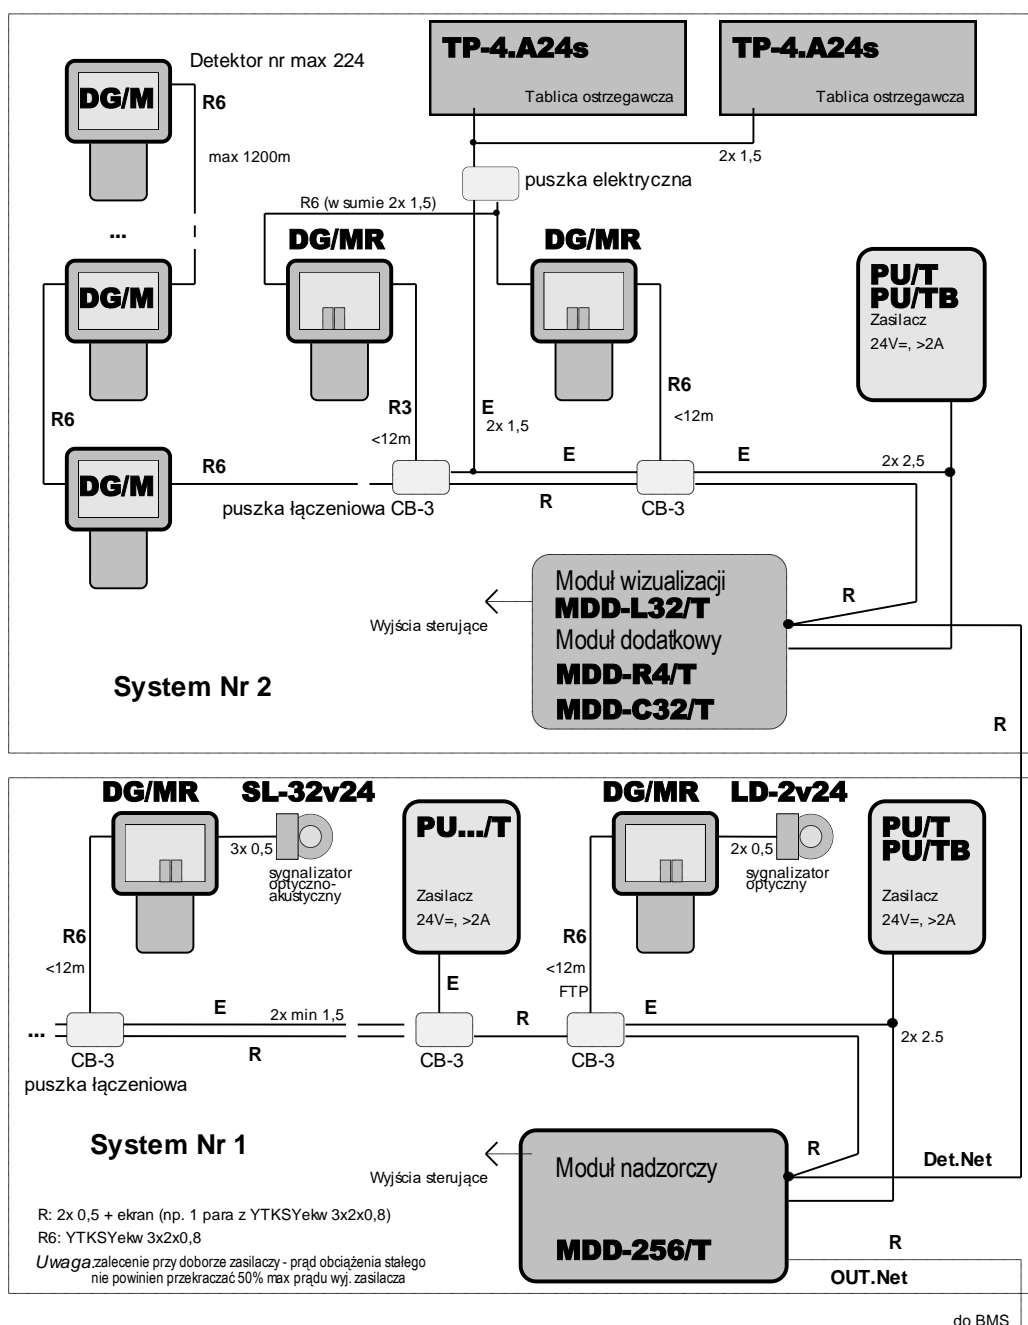 Detektor nr max 224
TP-4.A24s
Tablica ostrzegawcza
TP-4.A24s
Tablica ostrzegawcza
DG/M
R6
max 1200m
2x 1,5
puszka elektryczna
R6 (w sumie 2x 1,5)
...
DG/MR
DG/MR
DG/M
PU/T
PU/TB
Zasilacz
24V=, >2A
R6
R3
<12m
E
2x 1,5
R6
<12m
DG/M
R6
E
E
2x 2,5
puszka łączeniowa CB-3
R
CB-3
Moduł wizualizacji
MDD-L32/T
Moduł dodatkowy
MDD-R4/T
MDD-C32/T
R
Wyjścia sterujące
System Nr 2
R
DG/MR
SL-32v24
3x 0,5
sygnalizator
optyczno-
akustyczny
PU.../T
Zasilacz
24V=, >2A
DG/MR
LD-2v24
2x 0,5
sygnalizator
optyczny
PU/T
PU/TB
Zasilacz
24V=, >2A
R6
<12m
E
R6
<12m
FTP
...
E
2x min 1,5
R
R
E
2x 2.5
CB-3
puszka łączeniowa
CB-3
CB-3
System Nr 1
Wyjścia sterujące
Moduł nadzorczy
MDD-256/T
R
Det.Net
R
OUT.Net
R: 2x 0,5 + ekran (np. 1 para z YTKSYekw 3x2x0,8)
R6: YTKSYekw 3x2x0,8
Uwaga:zalecenie przy doborze zasilaczy - prąd obciążenia stałego
nie powinien przekraczać 50% max prądu wyj. zasilacza
do BMS